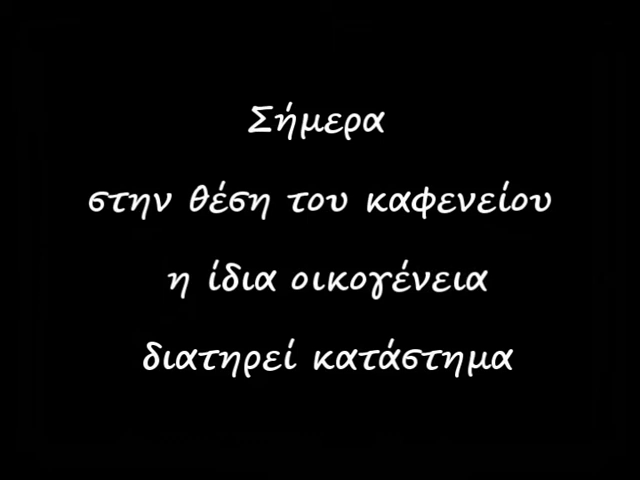 Σήμερα
στην θέση του καφενείου
η ίδια οικογένεια
διατηρεί κατάστημα